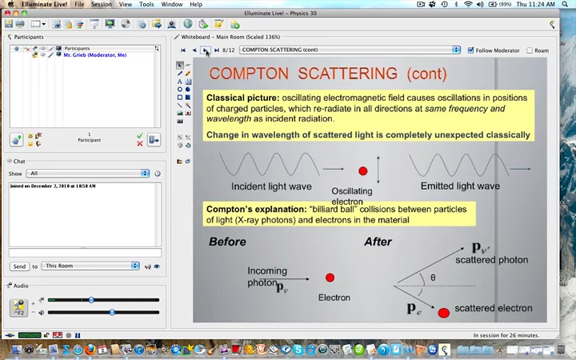 Elluminate Live! File Session View Tools Window Help
Thu 11:24 AM
Elluminate Live! - Physics 30
Participants
Participants
Mr. Grieb (Moderator, Me)
1
Participant
Chat
Show All
Joined on December 2, 2010 at 10:58 AM
Send to This Room
Audio
F2
Whiteboard - Main Room (Scaled 136%)
8/12 COMPTON SCATTERING (cont) Follow Moderator Roam
COMPTON SCATTERING (cont)
Classical picture: oscillating electromagnetic field causes oscillations in positions
of charged particles, which re-radiate in all directions at same frequency and
wavelength as incident radiation.
Change in wavelength of scattered light is completely unexpected classically
Incident light wave
Oscillating
electron
Emitted light wave
Compton's explanation: "billiard ball" collisions between particles
of light (X-ray photons) and electrons in the material
Before
After
Incoming
photon
pν
Electron
pν'
scattered photon
θ
pe
scattered electron
In session for 26 minutes.